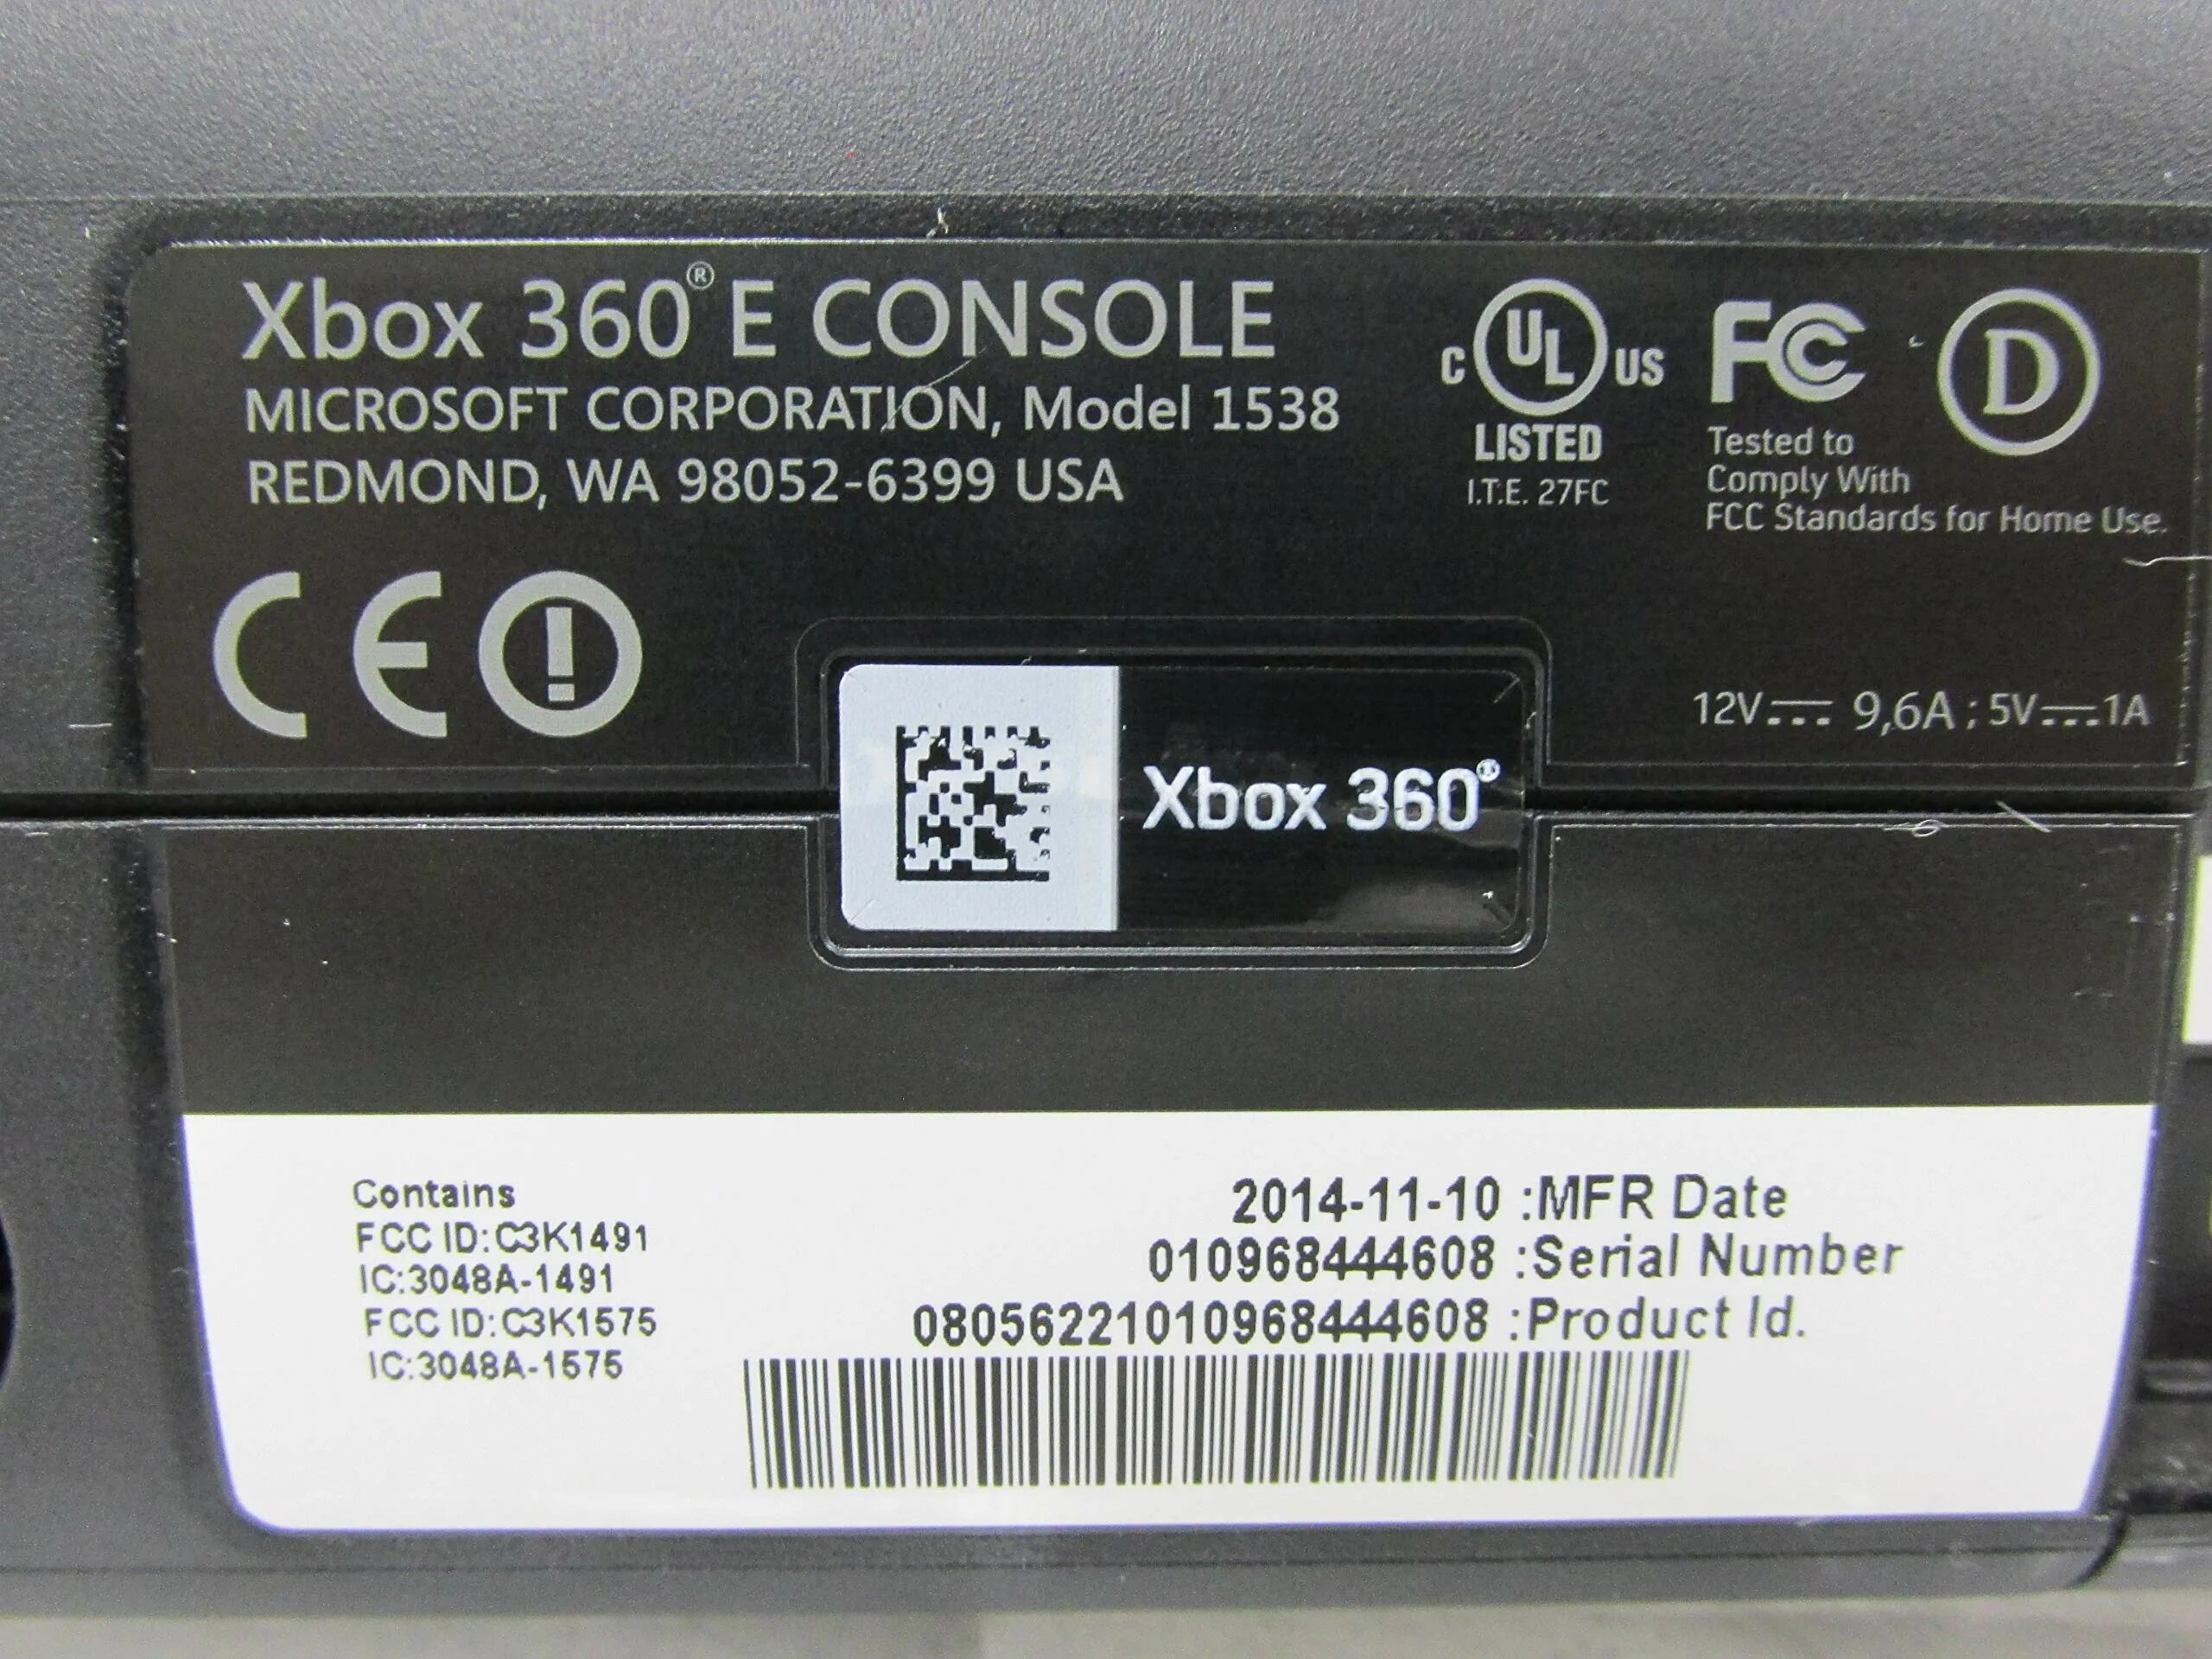 Xbox 360® E CONSOLE
MICROSOFT CORPORATION, Model 1538
REDMOND, WA 98052-6399 USA
C UL US
LISTED
I.T.E. 27FC
FC
Tested to
Comply With
FCC Standards for Home Use.
D
CE
12V⎓ 9,6A ; 5V⎓1A
Xbox 360®
Contains
FCC ID:C3K1491
IC:3048A-1491
FCC ID:C3K1575
IC:3048A-1575
2014-11-10 :MFR Date
010968444608 :Serial Number
08056221010968444608 :Product Id.